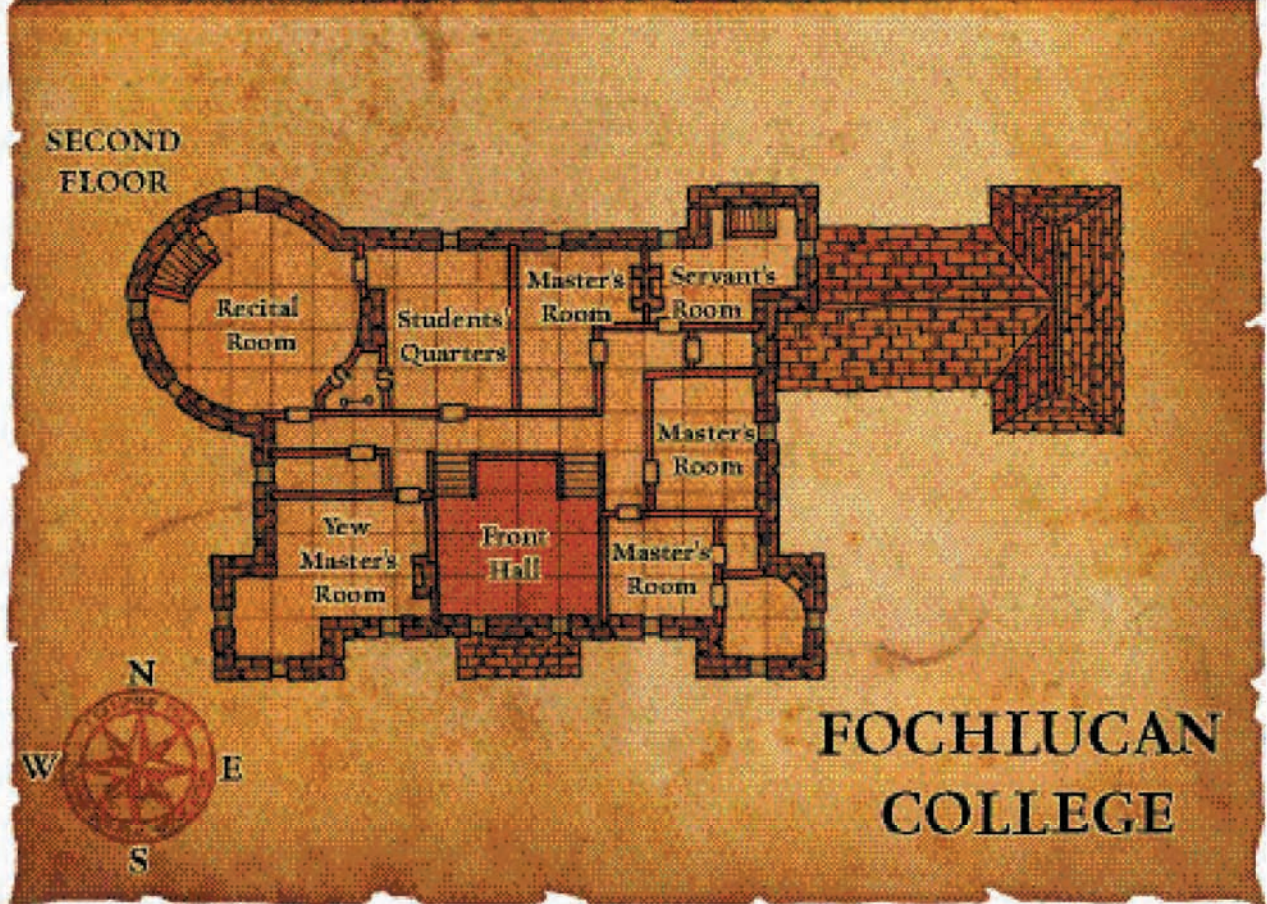 SECOND
FLOOR
Recital
Room
Students'
Quarters
Master's
Room
Servant's
Room
Master's
Room
Yew
Master's
Room
Front
Hall
Master's
Room
S
S
N
W
E
S
FOCHLUCAN
COLLEGE